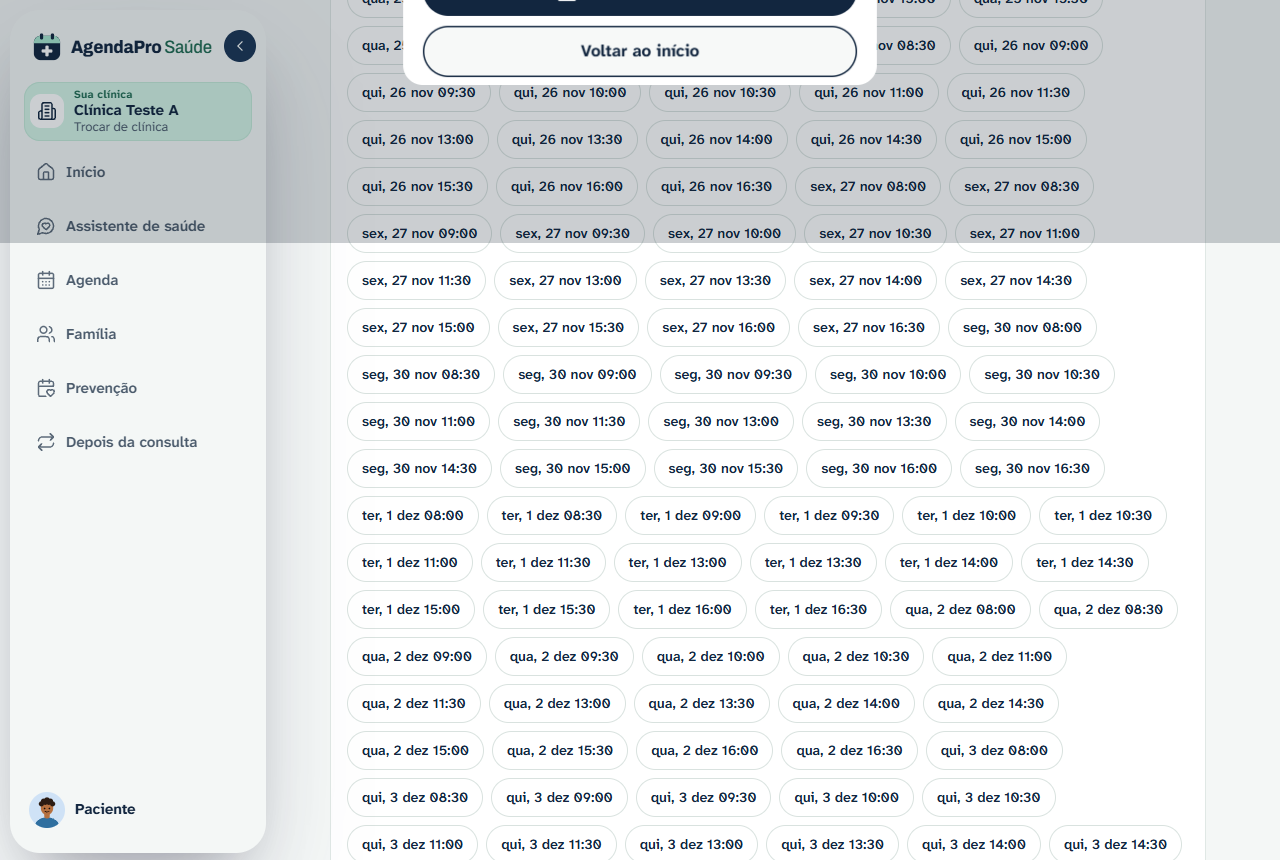 AgendaPro Saúde
Sua clínica
Clínica Teste A
Trocar de clínica
Início
Assistente de saúde
Agenda
Família
Prevenção
Depois da consulta
Paciente
Voltar ao início
08:30 qui, 26 nov 09:00
qui, 26 nov 09:30 qui, 26 nov 10:00 qui, 26 nov 10:30 qui, 26 nov 11:00 qui, 26 nov 11:30
qui, 26 nov 13:00 qui, 26 nov 13:30 qui, 26 nov 14:00 qui, 26 nov 14:30 qui, 26 nov 15:00
qui, 26 nov 15:30 qui, 26 nov 16:00 qui, 26 nov 16:30 sex, 27 nov 08:00 sex, 27 nov 08:30
sex, 27 nov 09:00 sex, 27 nov 09:30 sex, 27 nov 10:00 sex, 27 nov 10:30 sex, 27 nov 11:00
sex, 27 nov 11:30 sex, 27 nov 13:00 sex, 27 nov 13:30 sex, 27 nov 14:00 sex, 27 nov 14:30
sex, 27 nov 15:00 sex, 27 nov 15:30 sex, 27 nov 16:00 sex, 27 nov 16:30 seg, 30 nov 08:00
seg, 30 nov 08:30 seg, 30 nov 09:00 seg, 30 nov 09:30 seg, 30 nov 10:00 seg, 30 nov 10:30
seg, 30 nov 11:00 seg, 30 nov 11:30 seg, 30 nov 13:00 seg, 30 nov 13:30 seg, 30 nov 14:00
seg, 30 nov 14:30 seg, 30 nov 15:00 seg, 30 nov 15:30 seg, 30 nov 16:00 seg, 30 nov 16:30
ter, 1 dez 08:00 ter, 1 dez 08:30 ter, 1 dez 09:00 ter, 1 dez 09:30 ter, 1 dez 10:00 ter, 1 dez 10:30
ter, 1 dez 11:00 ter, 1 dez 11:30 ter, 1 dez 13:00 ter, 1 dez 13:30 ter, 1 dez 14:00 ter, 1 dez 14:30
ter, 1 dez 15:00 ter, 1 dez 15:30 ter, 1 dez 16:00 ter, 1 dez 16:30 qua, 2 dez 08:00 qua, 2 dez 08:30
qua, 2 dez 09:00 qua, 2 dez 09:30 qua, 2 dez 10:00 qua, 2 dez 10:30 qua, 2 dez 11:00
qua, 2 dez 11:30 qua, 2 dez 13:00 qua, 2 dez 13:30 qua, 2 dez 14:00 qua, 2 dez 14:30
qua, 2 dez 15:00 qua, 2 dez 15:30 qua, 2 dez 16:00 qua, 2 dez 16:30 qui, 3 dez 08:00
qui, 3 dez 08:30 qui, 3 dez 09:00 qui, 3 dez 09:30 qui, 3 dez 10:00 qui, 3 dez 10:30
qui, 3 dez 11:00 qui, 3 dez 11:30 qui, 3 dez 13:00 qui, 3 dez 13:30 qui, 3 dez 14:00 qui, 3 dez 14:30